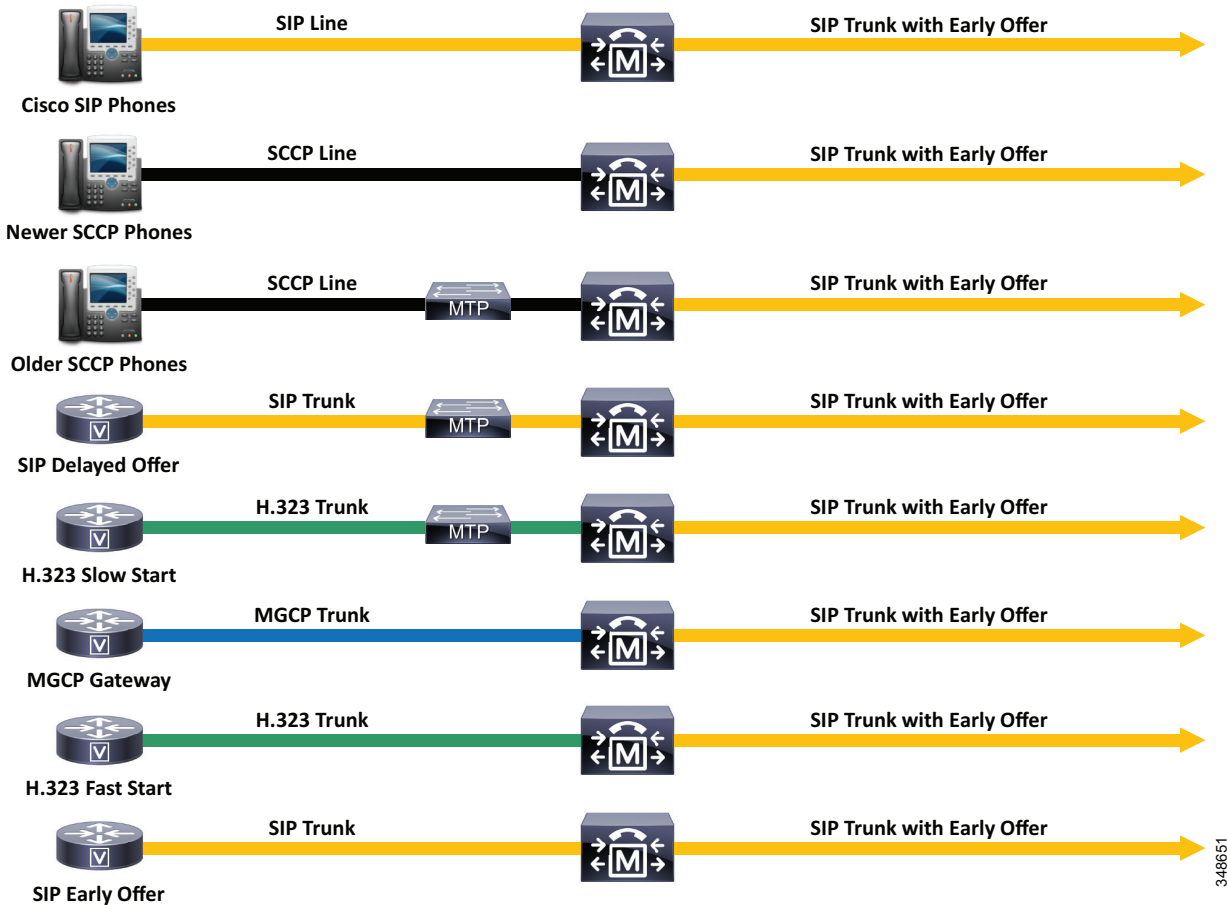 SIP Line
SIP Trunk with Early Offer
M
Cisco SIP Phones
SCCP Line
SIP Trunk with Early Offer
M
Newer SCCP Phones
SCCP Line
SIP Trunk with Early Offer
MTP
M
Older SCCP Phones
SIP Trunk
SIP Trunk with Early Offer
V
MTP
M
SIP Delayed Offer
H.323 Trunk
SIP Trunk with Early Offer
V
MTP
M
H.323 Slow Start
MGCP Trunk
SIP Trunk with Early Offer
V
M
MGCP Gateway
H.323 Trunk
SIP Trunk with Early Offer
V
M
H.323 Fast Start
SIP Trunk
SIP Trunk with Early Offer
V
M
SIP Early Offer
348651